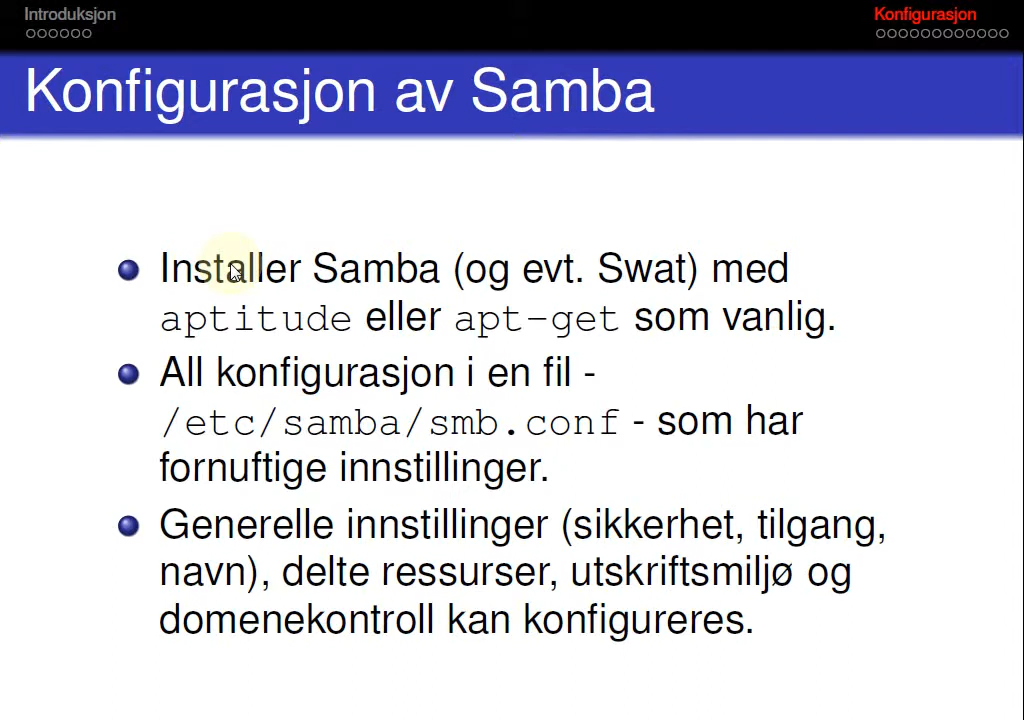 Introduksjon
Konfigurasjon
Konfigurasjon av Samba
Installer Samba (og evt. Swat) med
aptitude eller apt-get som vanlig.
All konfigurasjon i en fil -
/etc/samba/smb.conf - som har
fornuftige innstillinger.
Generelle innstillinger (sikkerhet, tilgang,
navn), delte ressurser, utskriftsmiljø og
domenekontroll kan konfigureres.